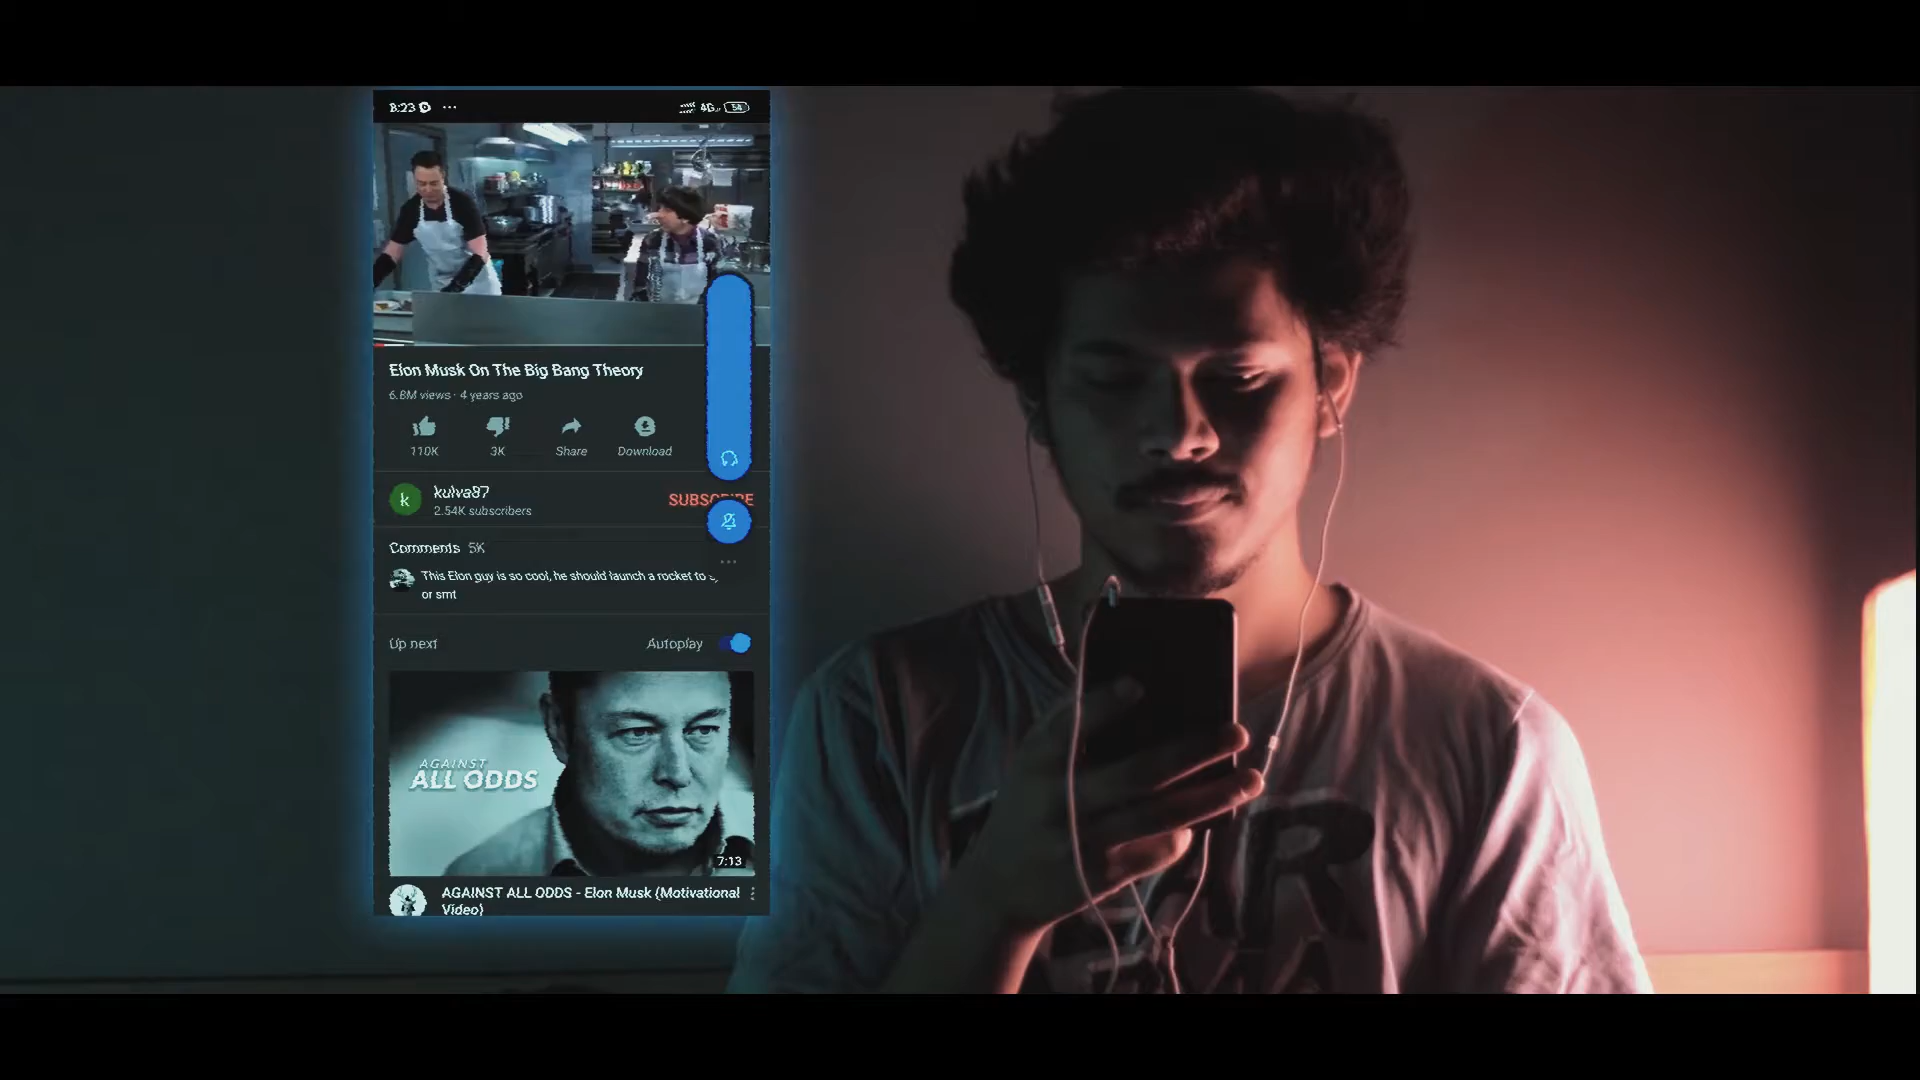 8:23 ···
4G 54
Elon Musk On The Big Bang Theory
6.8M views · 4 years ago
110K 3K Share Download
k
kulva87
SUBSCRIBE
2.54K subscribers
Comments 5K
This Elon guy is so cool, he should launch a rocket to
or smt
Up next Autoplay
AGAINST
ALL ODDS
7:13
AGAINST ALL ODDS - Elon Musk (Motivational
Video)